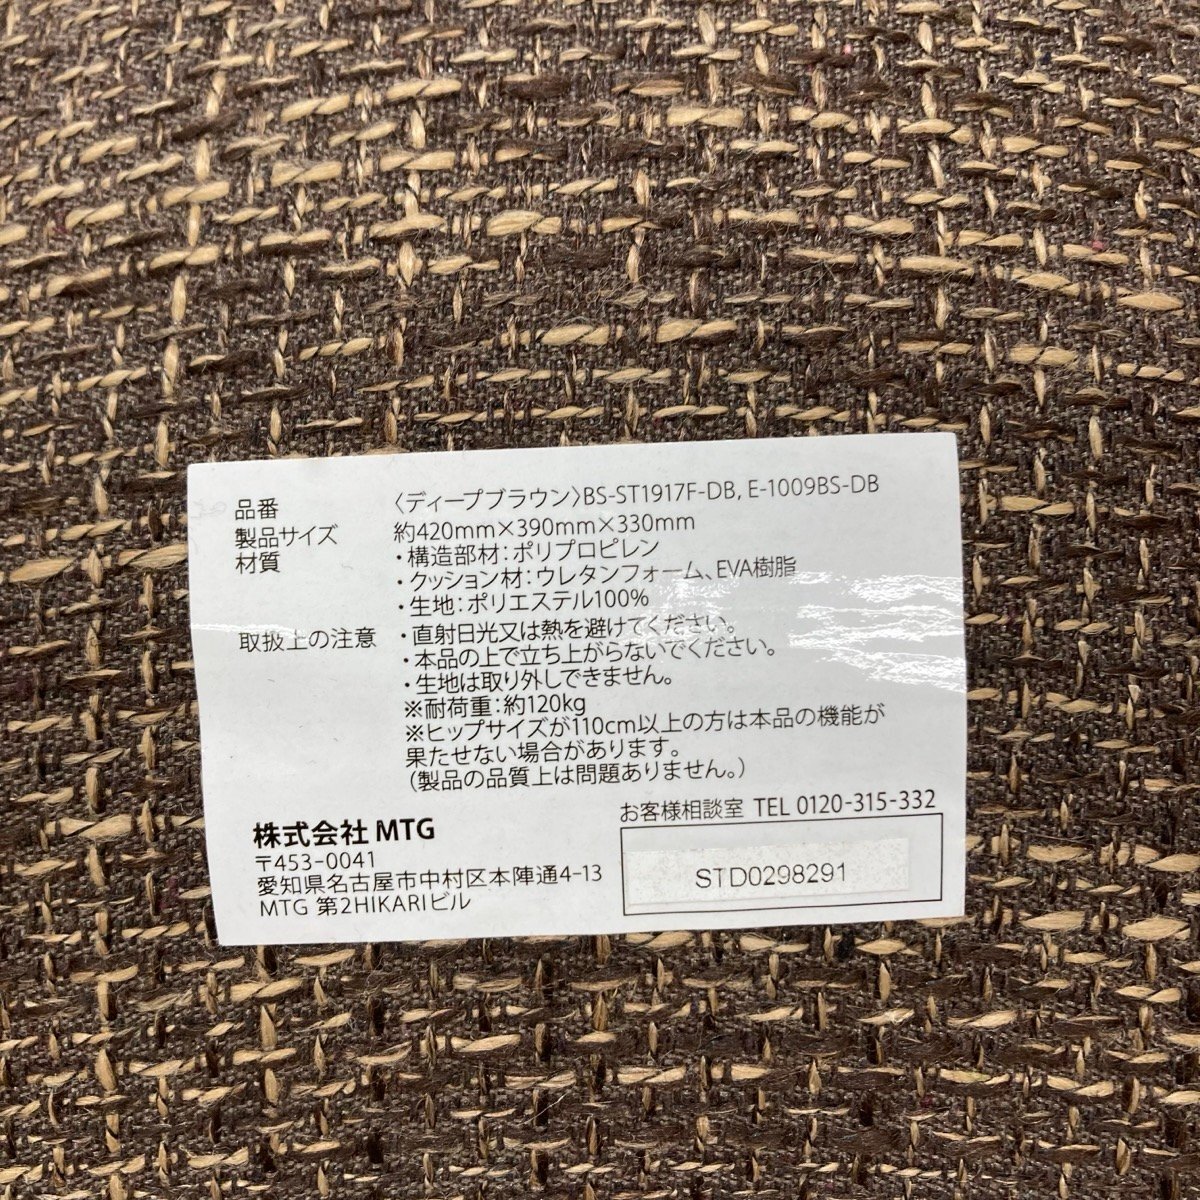 品番 〈ディープブラウン〉BS-ST1917F-DB, E-1009BS-DB
製品サイズ 約420mm×390mm×330mm
材質 ・構造部材：ポリプロピレン
・クッション材：ウレタンフォーム、EVA樹脂
・生地：ポリエステル100%
取扱上の注意 ・直射日光又は熱を避けてください。
・本品の上で立ち上がらないでください。
・生地は取り外しできません。
※耐荷重：約120kg
※ヒップサイズが110cm以上の方は本品の機能が
果たせない場合があります。
（製品の品質上は問題ありません。）
お客様相談室 TEL 0120-315-332
株式会社 MTG
〒453-0041
愛知県名古屋市中村区本陣通4-13
MTG 第2HIKARIビル
STD0298291